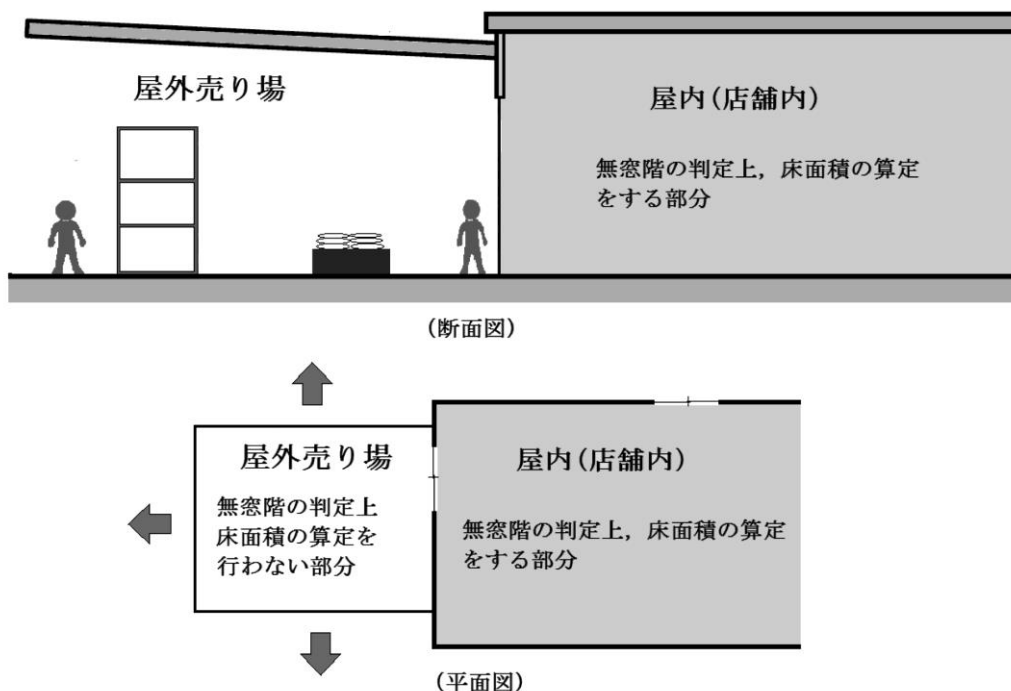 屋外売り場
屋内(店舗内)
無窓階の判定上，床面積の算定
をする部分
(断面図)
屋外売り場
無窓階の判定上
床面積の算定を
行わない部分
屋内(店舗内)
無窓階の判定上，床面積の算定
をする部分
(平面図)